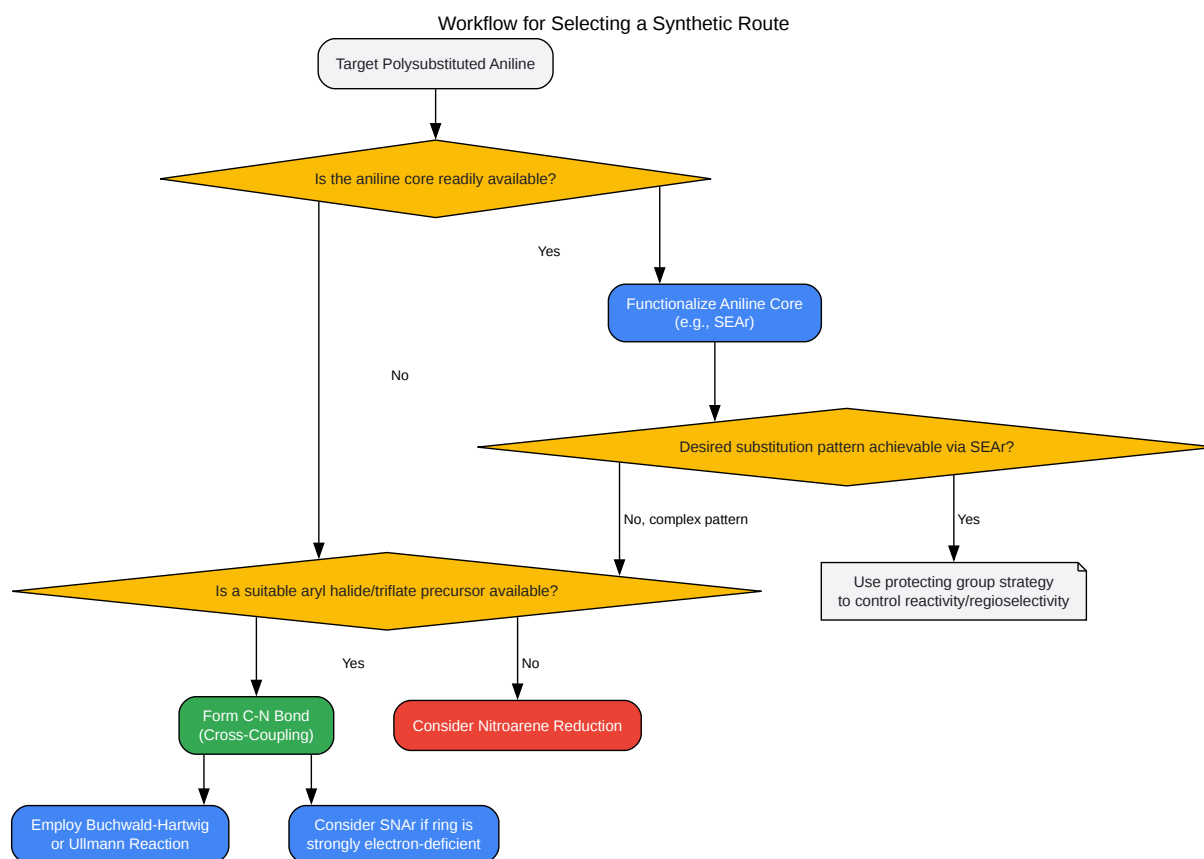 Workflow for Selecting a Synthetic Route
Target Polysubstituted Aniline
Is the aniline core readily available?
Yes
Functionalize Aniline Core
(e.g., SEAr)
No
Desired substitution pattern achievable via SEAr?
No, complex pattern
Yes
Use protecting group strategy
to control reactivity/regioselectivity
Is a suitable aryl halide/triflate precursor available?
Yes
No
Form C-N Bond
(Cross-Coupling)
Consider Nitroarene Reduction
Employ Buchwald-Hartwig
or Ullmann Reaction
Consider SNAr if ring is
strongly electron-deficient